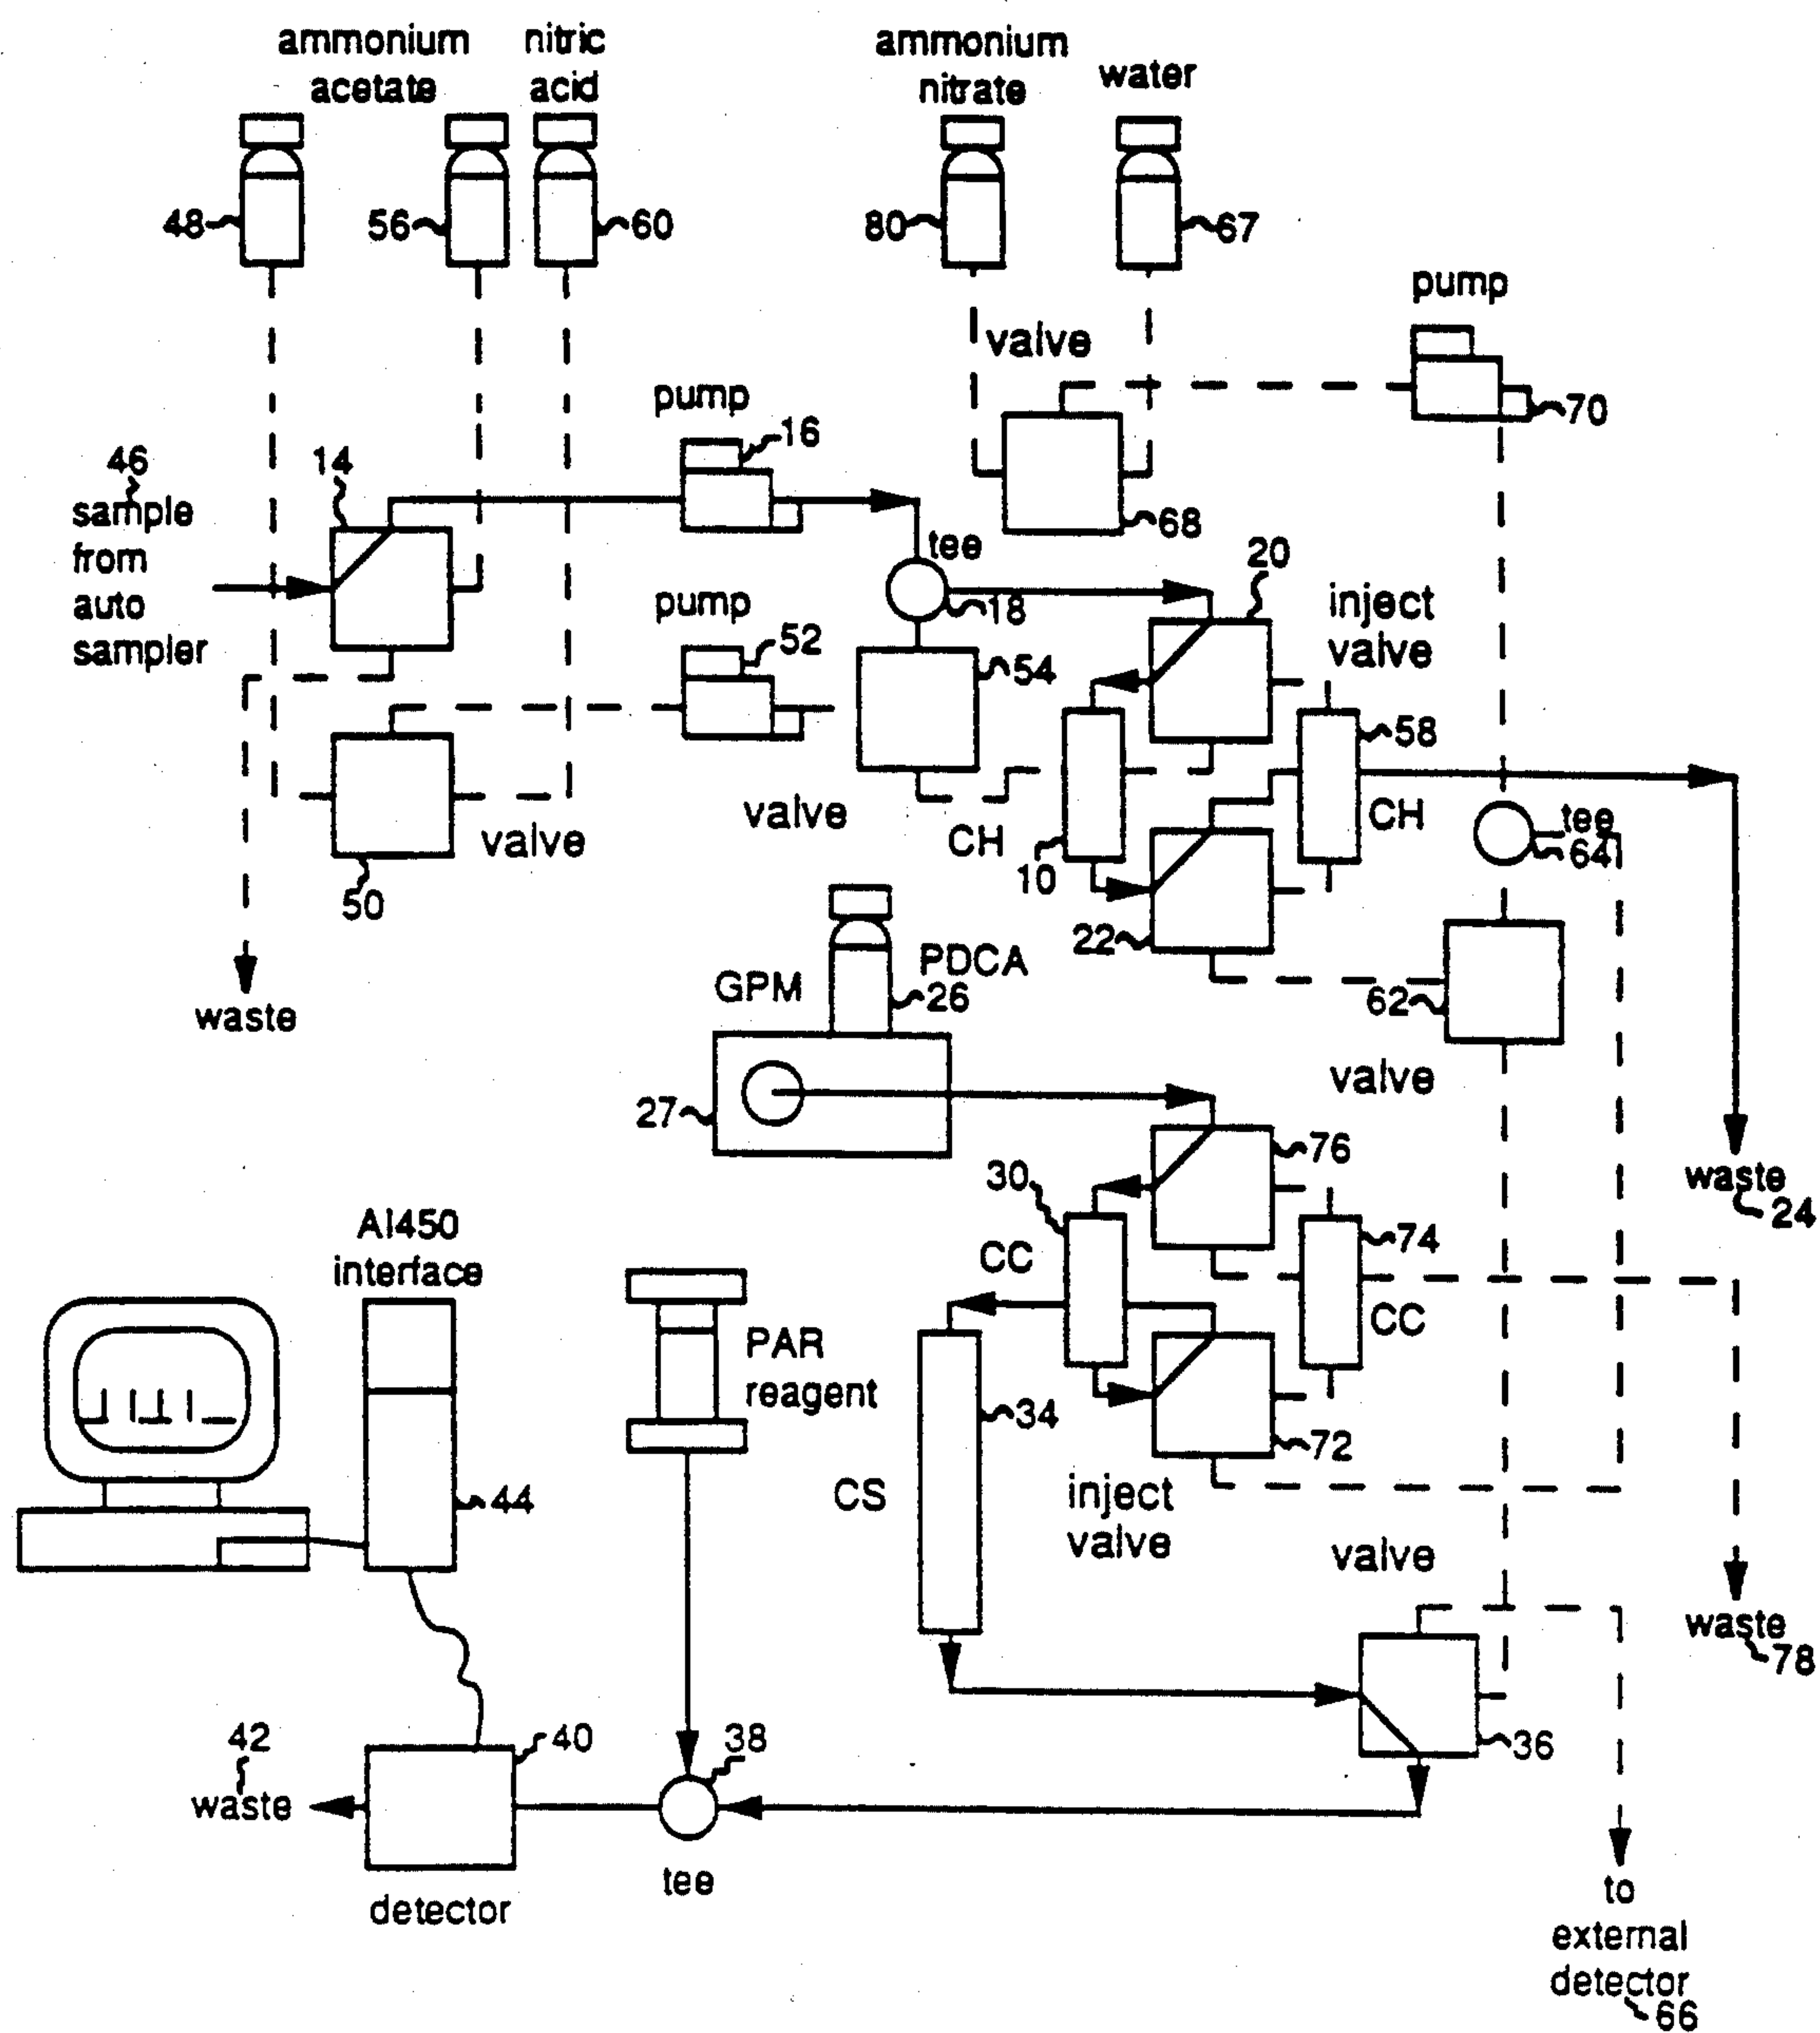 ammonium
acetate
nitric
acid
ammonium
nitrate
water
48
56
60
80
67
pump
valve
70
pump
16
46
sample
from
auto
sampler
14
68
tee
18
20
inject
valve
pump
52
54
58
valve
valve
CH
10
CH
tee
64
50
22
waste
GPM
PDCA
26
62
valve
27
76
waste
24
30
CC
74
CC
AI450
interface
PAR
reagent
34
72
44
CS
inject
valve
valve
waste
78
42
waste
40
38
36
tee
detector
to
external
detector
66